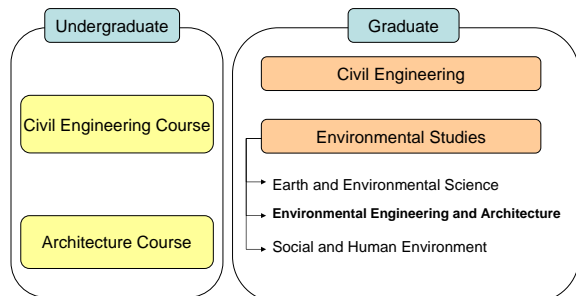 Undergraduate
Civil Engineering Course
Architecture Course
Graduate
Civil Engineering
Environmental Studies
Earth and Environmental Science
Environmental Engineering and Architecture
Social and Human Environment